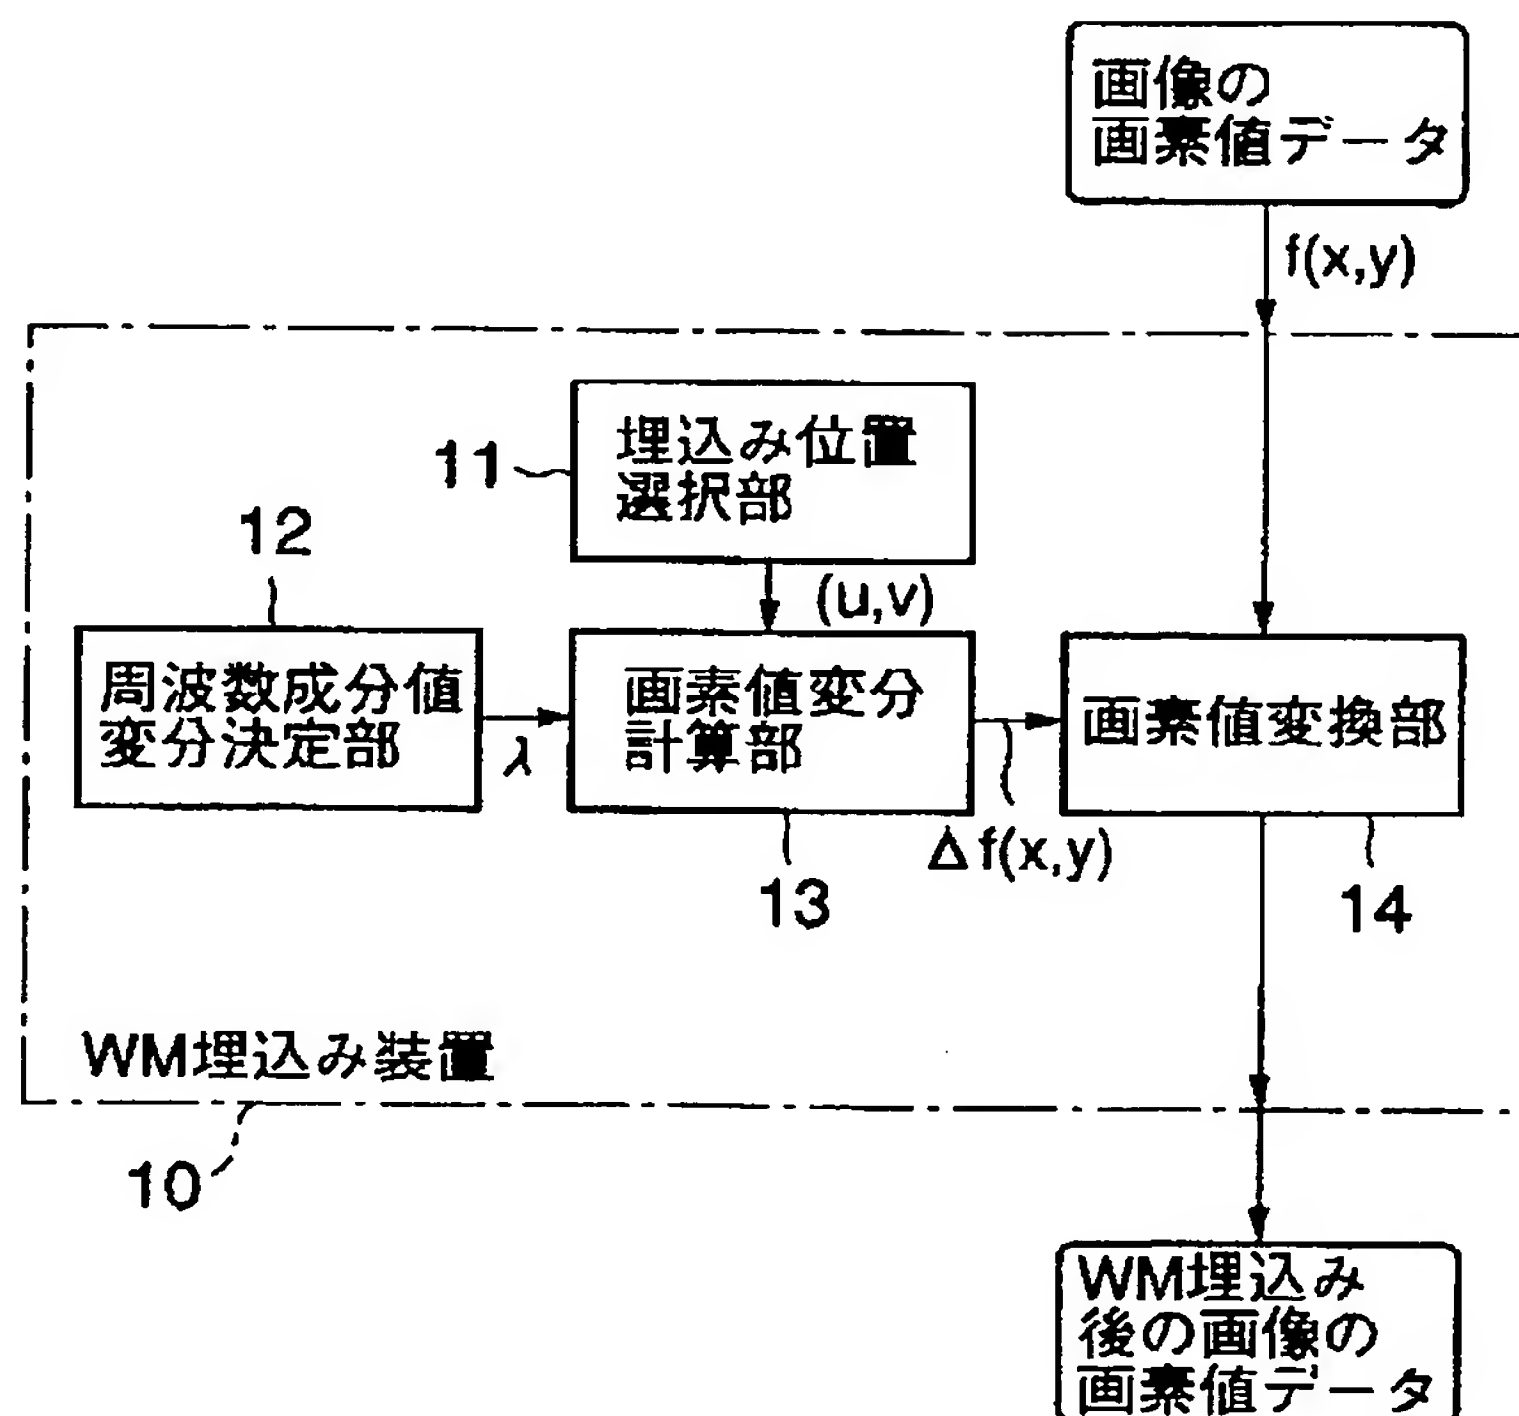 画像の
画素値データ
f(x,y)
11
埋込み位置
選択部
12
(u,v)
周波数成分値
変分決定部
λ
画素値変分
計算部
画素値変換部
Δf(x,y)
13
14
WM埋込み装置
10
WM埋込み
後の画像の
画素値データ